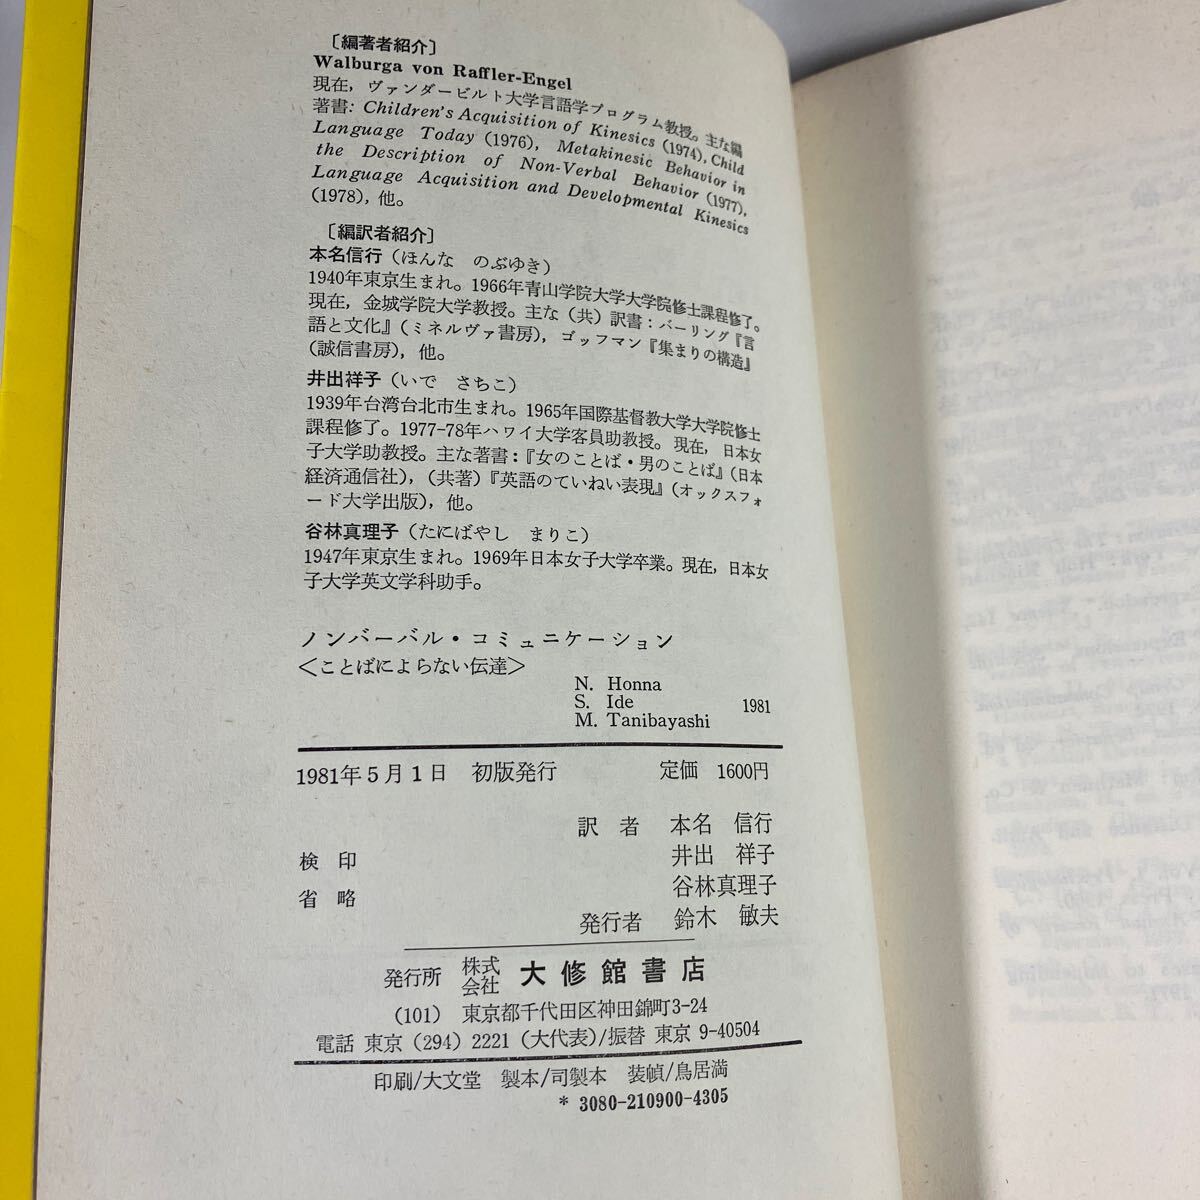 〔編著者紹介〕
Walburga von Raffler-Engel
現在，ヴァンダービルト大学言語学プログラム教授。主な編
著書: Children's Acquisition of Kinesics (1974), Child
Language Today (1976), Metakinesic Behavior in
the Description of Non-Verbal Behavior (1977),
Language Acquisition and Developmental Kinesics
(1978), 他。
〔編訳者紹介〕
本名信行（ほんな のぶゆき）
1940年東京生まれ。1966年青山学院大学大学院修士課程修了。
現在，金城学院大学教授。主な（共）訳書：バーリング『言
語と文化』（ミネルヴァ書房），ゴッフマン『集まりの構造』
（誠信書房），他。
井出祥子（いで さちこ）
1939年台湾台北市生まれ。1965年国際基督教大学大学院修士
課程修了。1977-78年ハワイ大学客員助教授。現在，日本女
子大学助教授。主な著書：『女のことば・男のことば』（日本
経済通信社），（共著）『英語のていねい表現』（オックスフォ
ード大学出版），他。
谷林真理子（たにばやし まりこ）
1947年東京生まれ。1969年日本女子大学卒業。現在，日本女
子大学英文学科助手。
ノンバーバル・コミュニケーション
＜ことばによらない伝達＞
N. Honna
S. Ide 1981
M. Tanibayashi
1981年5月1日 初版発行 定価 1600円
訳者 本名 信行
検印 井出 祥子
省略 谷林真理子
発行者 鈴木 敏夫
発行所 株式会社 大修館書店
(101) 東京都千代田区神田錦町3-24
電話 東京 (294) 2221 (大代表)/振替 東京 9-40504
印刷/大文堂 製本/司製本 装幀/鳥居満
* 3080-210900-4305